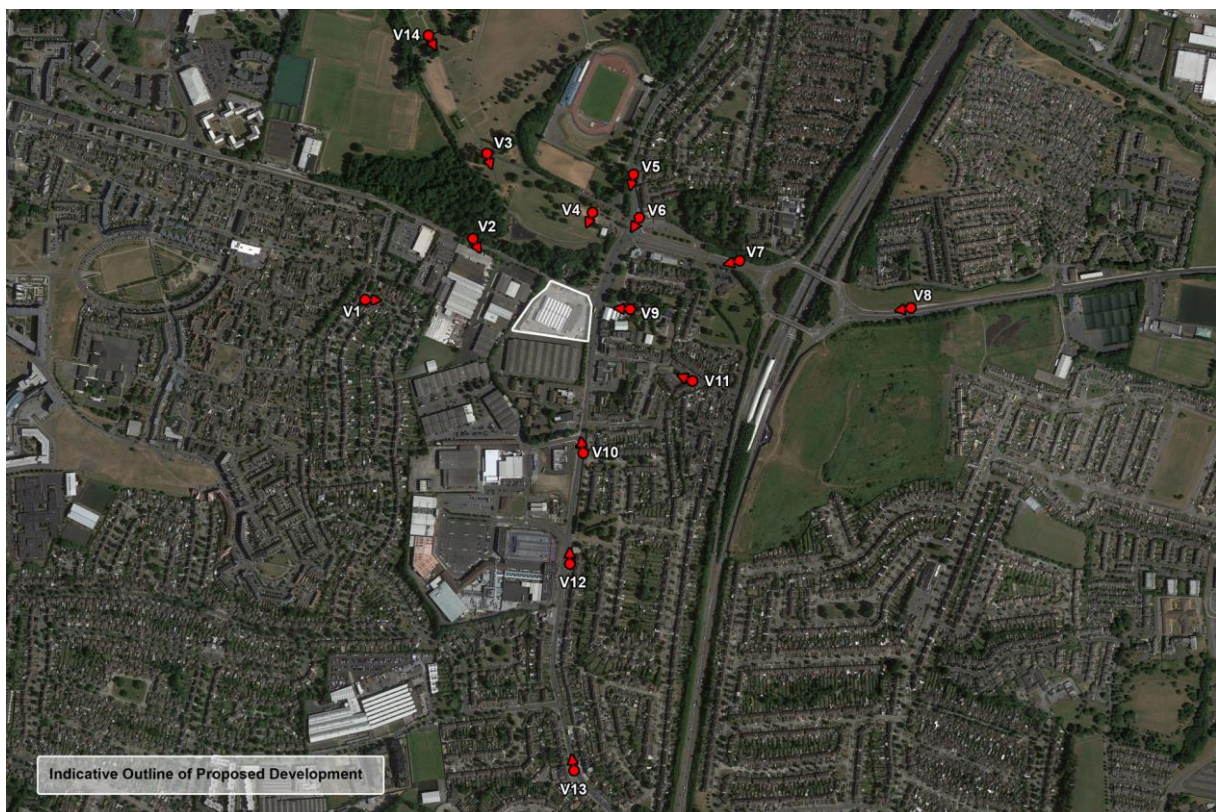 V14
V3
V5
V4
V6
V2
V7
V1
V8
V9
V11
V10
V12
V13
Indicative Outline of Proposed Development